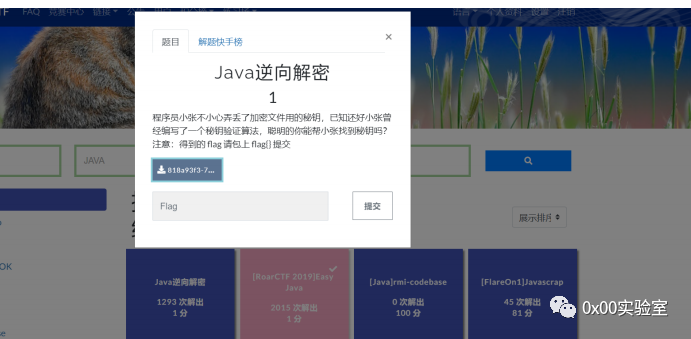 FAQ
链接
语言
个人资料
设置
注销
题目
解题快手榜
×
Java逆向解密
1
程序员小张不小心弄丢了加密文件用的秘钥，已知还好小张曾
经编写了一个秘钥验证算法，聪明的你能帮小张找到秘钥吗？
注意：得到的 flag 请包上 flag{} 提交
818a93f3-7...
Flag
提交
JAVA
展示排序
OK
Java逆向解密
1293 次解出
1 分
[RoarCTF 2019]Easy
Java
2015 次解出
1 分
[Java]rmi-codebase
0 次解出
100 分
[FlareOn1]Javascrap
45 次解出
81 分
0x00实验室